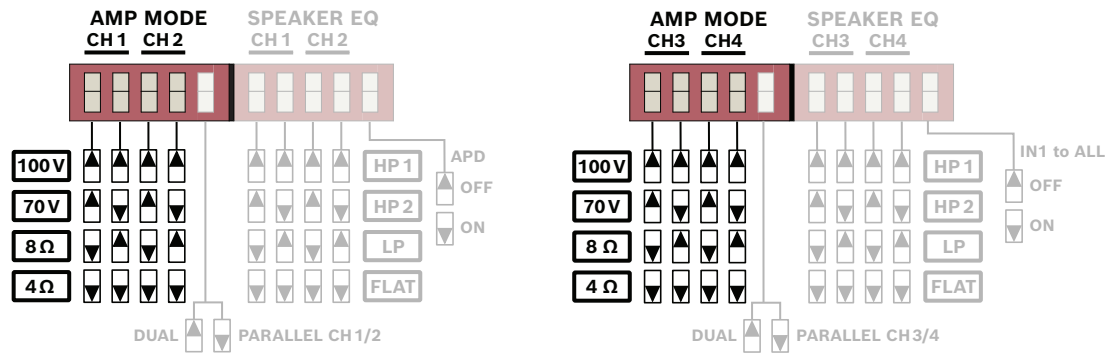 AMP MODE SPEAKER EQ
CH 1 CH 2 CH 1 CH 2
100 V HP 1 APD
OFF
70 V HP 2
ON
8 Ω LP
4 Ω FLAT
DUAL PARALLEL CH 1/2
AMP MODE SPEAKER EQ
CH3 CH4 CH3 CH4
100 V HP 1 IN1 to ALL
OFF
70 V HP 2
ON
8 Ω LP
4 Ω FLAT
DUAL PARALLEL CH 3/4